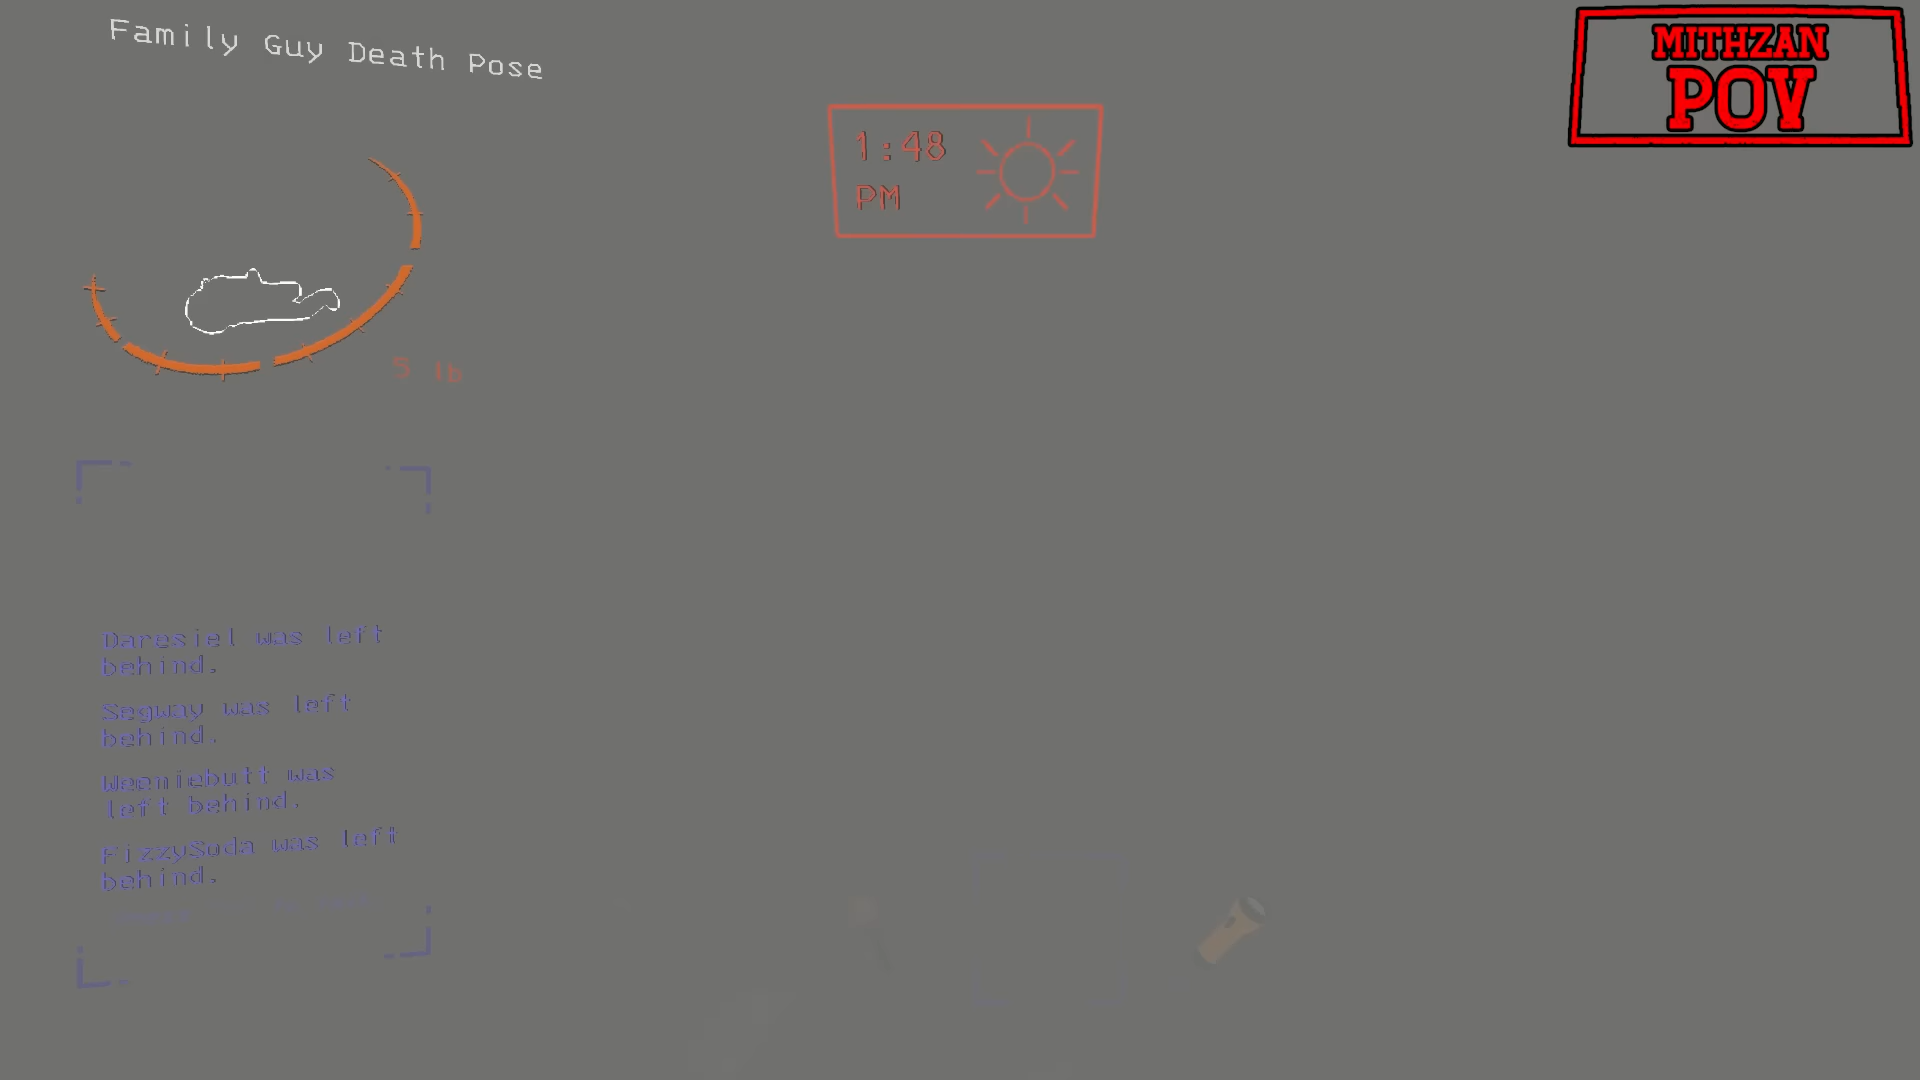 Family Guy Death Pose
MITHZAN
POV
1:48
PM
5 lb
Daresiel was left
behind.
Segway was left
behind.
Weeniebutt was
left behind.
FizzySoda was left
behind.